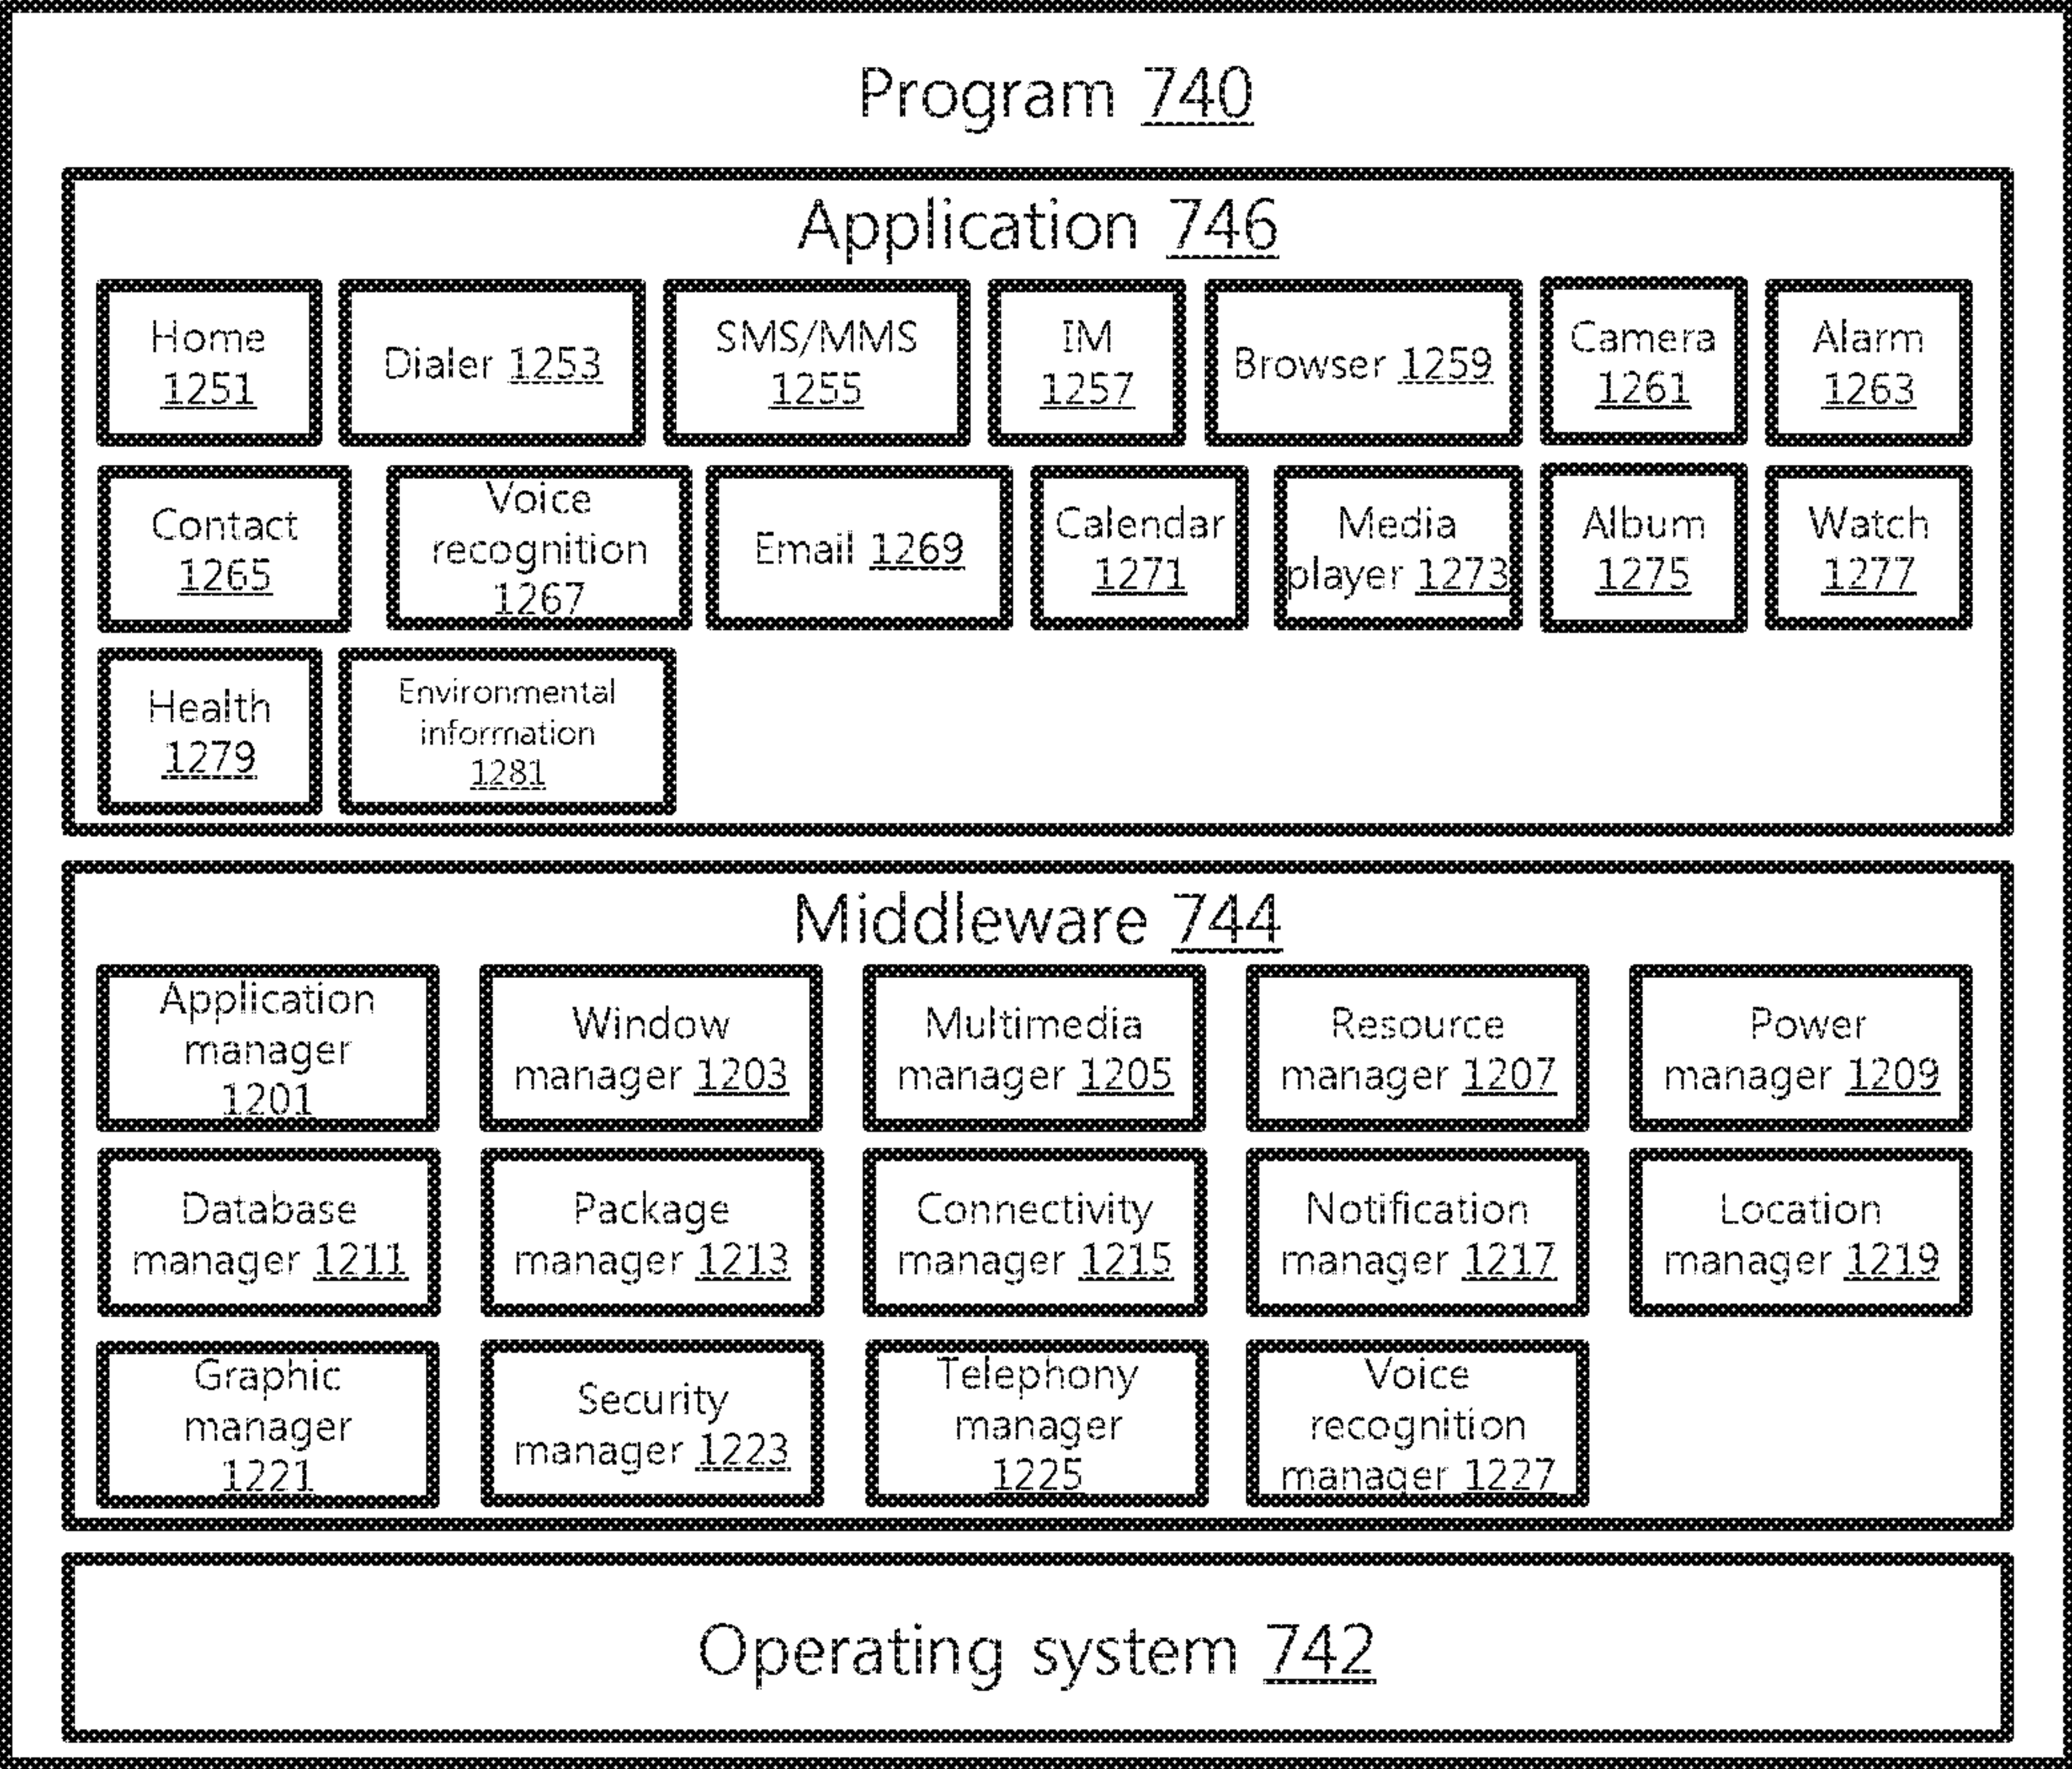 Program 740
Application 746
Home
1251
Dialer 1253
SMS/MMS
1255
IM
1257
Browser 1259
Camera
1261
Alarm
1263
Contact
1265
Voice
recognition
1267
Email 1269
Calendar
1271
Media
player 1273
Album
1275
Watch
1277
Health
1279
Environmental
information
1281
Middleware 744
Application
manager
1201
Window
manager 1203
Multimedia
manager 1205
Resource
manager 1207
Power
manager 1209
Database
manager 1211
Package
manager 1213
Connectivity
manager 1215
Notification
manager 1217
Location
manager 1219
Graphic
manager
1221
Security
manager 1223
Telephony
manager
1225
Voice
recognition
manager 1227
Operating system 742